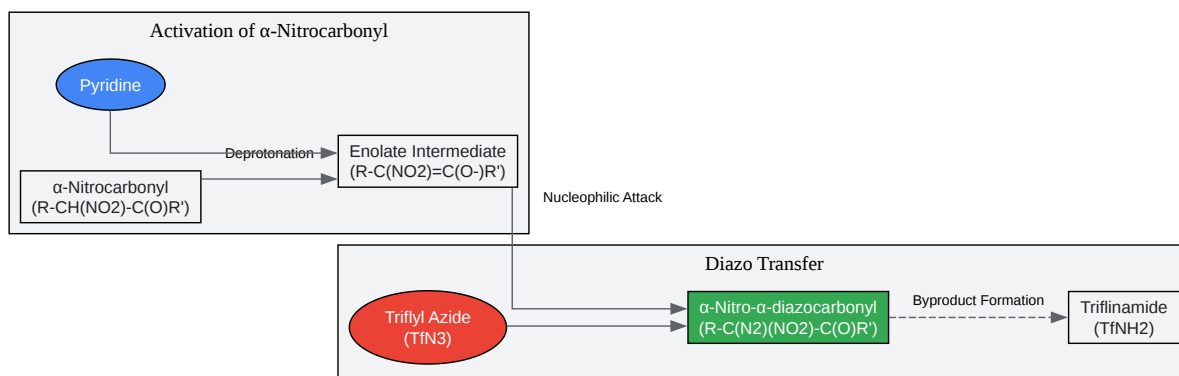 Activation of α-Nitrocarbonyl
Pyridine
Deprotonation
Enolate Intermediate
(R-C(NO2)=C(O-)R')
α-Nitrocarbonyl
(R-CH(NO2)-C(O)R')
Nucleophilic Attack
Diazo Transfer
Triflyl Azide
(TfN3)
α-Nitro-α-diazocarbonyl
(R-C(N2)(NO2)-C(O)R')
Byproduct Formation
Triflinamide
(TfNH2)